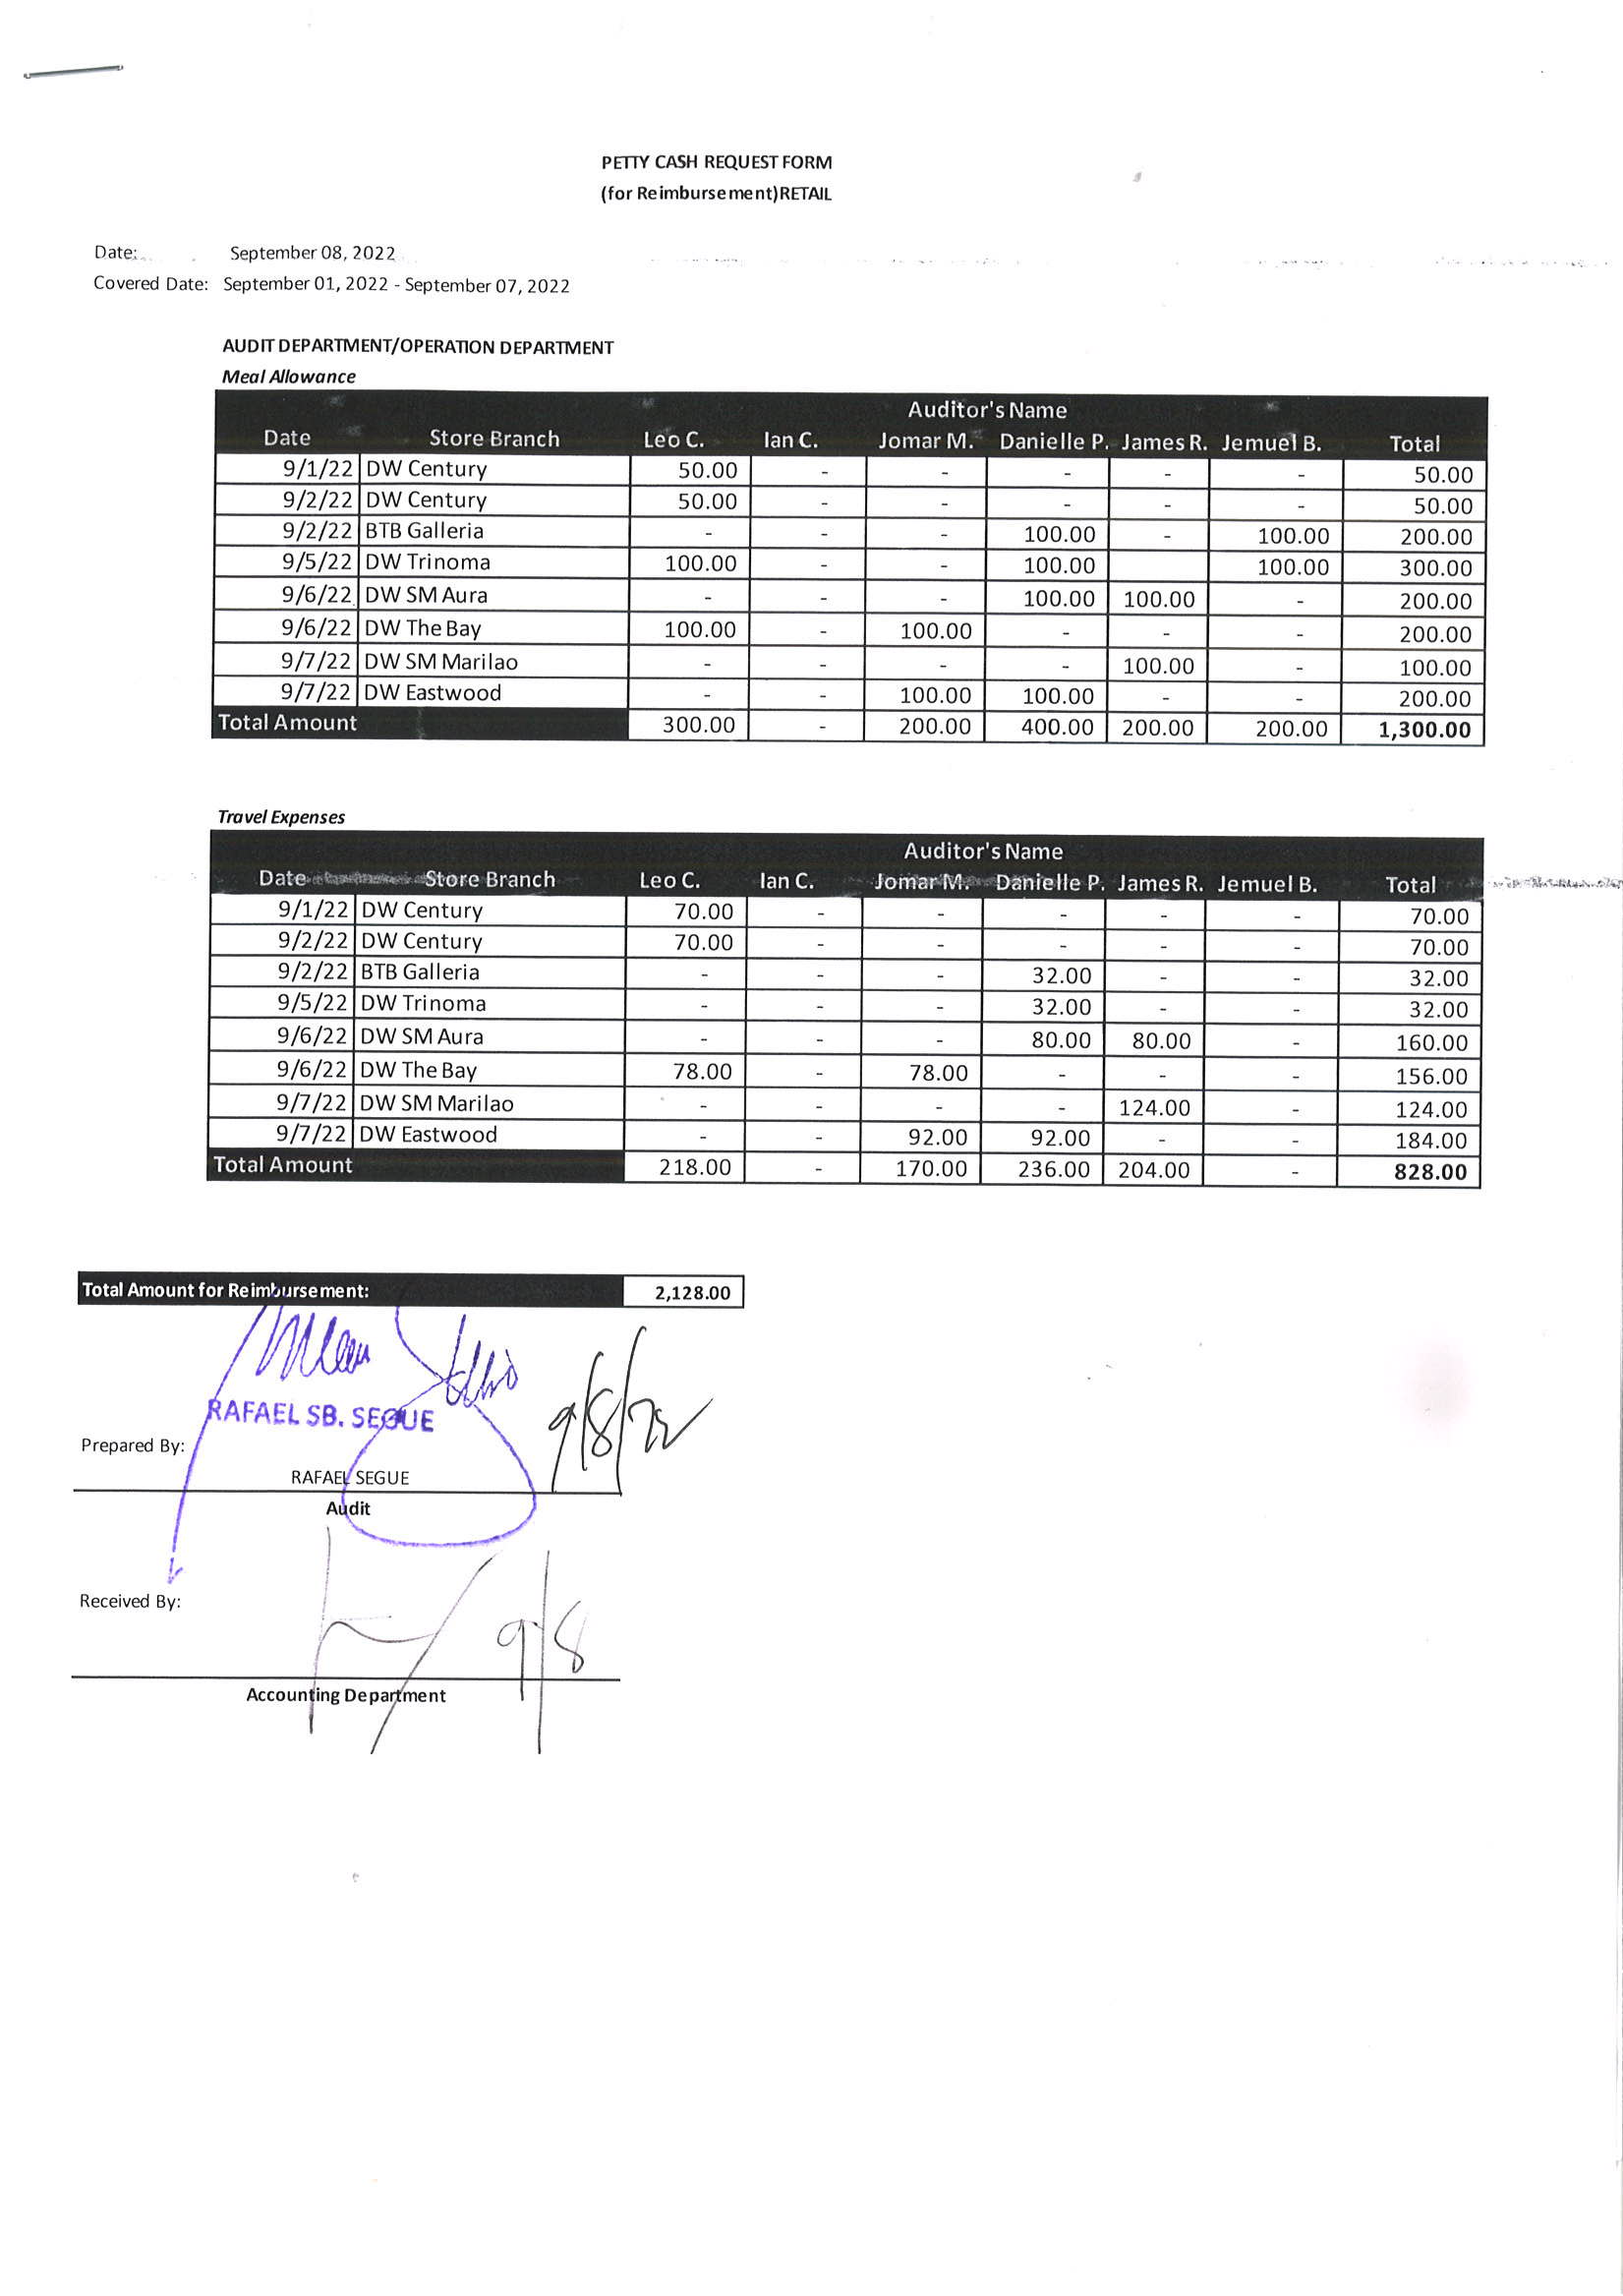 PETTY CASH REQUEST FORM
(for Reimbursement)RETAIL
Date: September 08, 2022
Covered Date: September 01, 2022 - September 07, 2022
AUDIT DEPARTMENT/OPERATION DEPARTMENT
Meal Allowance
Auditor's Name
Date Store Branch Leo C. Ian C. Jomar M. Danielle P. James R. Jemuel B. Total
9/1/22 DW Century 50.00 - - - - - 50.00
9/2/22 DW Century 50.00 - - - - - 50.00
9/2/22 BTB Galleria - - - 100.00 - 100.00 200.00
9/5/22 DW Trinoma 100.00 - - 100.00 100.00 300.00
9/6/22 DW SM Aura - - - 100.00 100.00 - 200.00
9/6/22 DW The Bay 100.00 - 100.00 - - - 200.00
9/7/22 DW SM Marilao - - - - 100.00 - 100.00
9/7/22 DW Eastwood - - 100.00 100.00 - - 200.00
Total Amount 300.00 - 200.00 400.00 200.00 200.00 1,300.00
Travel Expenses
Auditor's Name
Date Store Branch Leo C. Ian C. Jomar M. Danielle P. James R. Jemuel B. Total
9/1/22 DW Century 70.00 - - - - - 70.00
9/2/22 DW Century 70.00 - - - - - 70.00
9/2/22 BTB Galleria - - - 32.00 - - 32.00
9/5/22 DW Trinoma - - - 32.00 - - 32.00
9/6/22 DW SM Aura - - - 80.00 80.00 - 160.00
9/6/22 DW The Bay 78.00 - 78.00 - - - 156.00
9/7/22 DW SM Marilao - - - - 124.00 - 124.00
9/7/22 DW Eastwood - - 92.00 92.00 - - 184.00
Total Amount 218.00 - 170.00 236.00 204.00 - 828.00
Total Amount for Reimbursement: 2,128.00
RAFAEL SB. SEGUE
9/8/22
Prepared By:
RAFAEL SEGUE
Audit
Received By:
9/8
Accounting Department